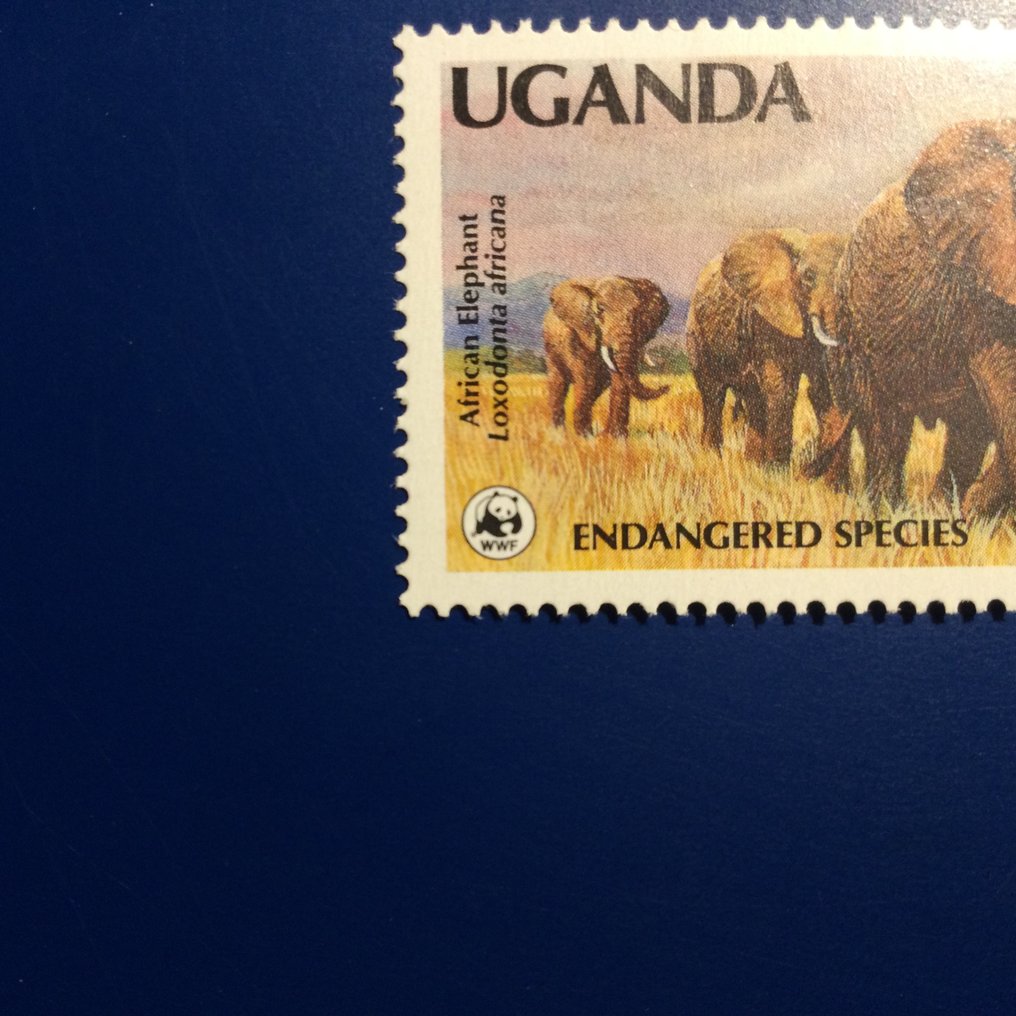 UGANDA
African Elephant
Loxodonta africana
WWF
ENDANGERED SPECIES